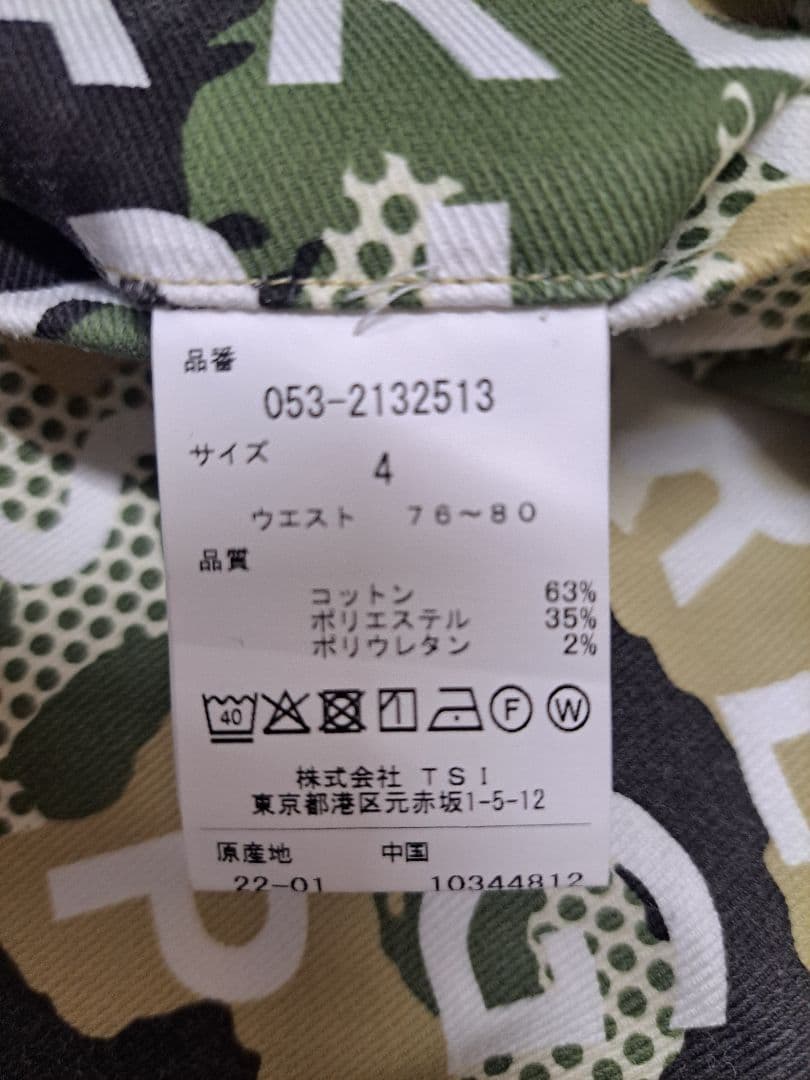 品番
053-2132513
サイズ 4
ウエスト 76～80
品質
コットン 63%
ポリエステル 35%
ポリウレタン 2%
40 F W
株式会社 TSI
東京都港区元赤坂1-5-12
原産地 中国
22-01 10344812